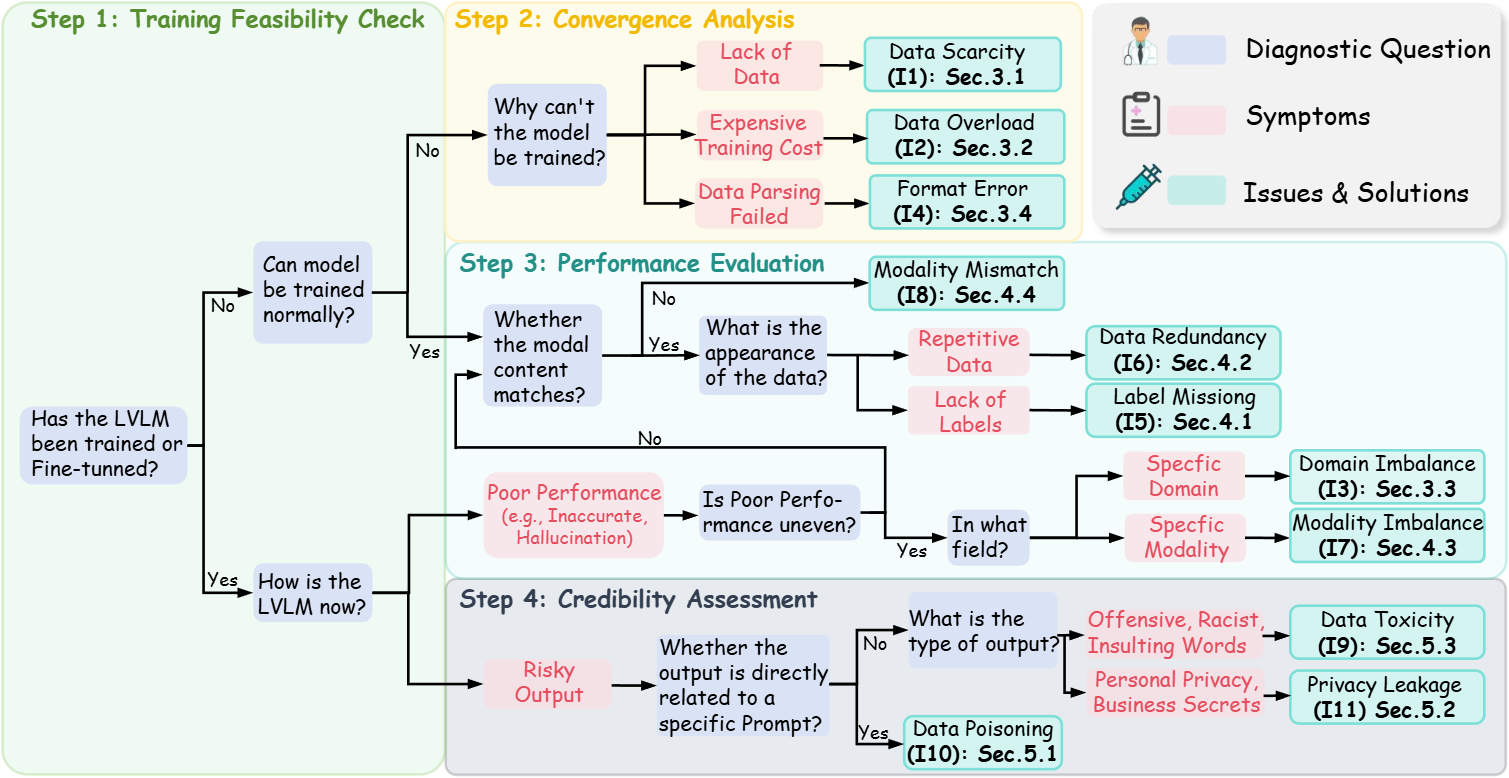 Step 1: Training Feasibility Check
Has the LVLM
been trained or
Fine-tunned?
No
Yes
Can model
be trained
normally?
No
Yes
How is the
LVLM now?
Step 2: Convergence Analysis
Why can't
the model
be trained?
Lack of
Data
Data Scarcity
(I1): Sec.3.1
Expensive
Training Cost
Data Overload
(I2): Sec.3.2
Data Parsing
Failed
Format Error
(I4): Sec.3.4
Diagnostic Question
Symptoms
Issues & Solutions
Step 3: Performance Evaluation
Whether
the modal
content
matches?
No
Modality Mismatch
(I8): Sec.4.4
Yes
What is the
appearance
of the data?
Repetitive
Data
Data Redundancy
(I6): Sec.4.2
Lack of
Labels
Label Missiong
(I5): Sec.4.1
No
Poor Performance
(e.g., Inaccurate,
Hallucination)
Is Poor Perfo-
rmance uneven?
Yes
In what
field?
Specfic
Domain
Domain Imbalance
(I3): Sec.3.3
Specfic
Modality
Modality Imbalance
(I7): Sec.4.3
Step 4: Credibility Assessment
Risky
Output
Whether the
output is directly
related to a
specific Prompt?
No
What is the
type of output?
Offensive, Racist,
Insulting Words
Data Toxicity
(I9): Sec.5.3
Personal Privacy,
Business Secrets
Privacy Leakage
(I11) Sec.5.2
Yes
Data Poisoning
(I10): Sec.5.1